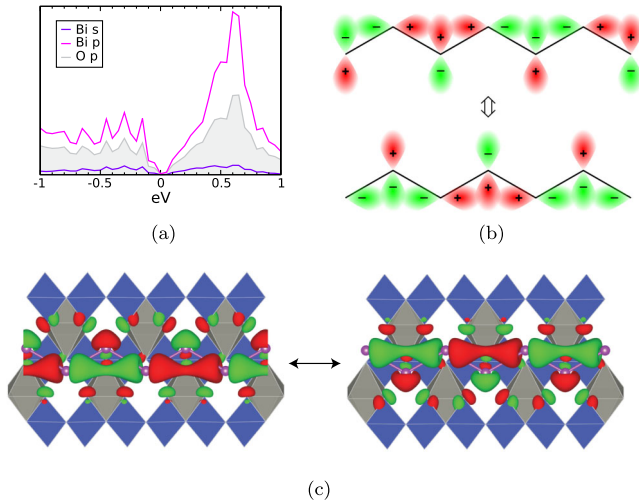 (a)
Bi s
Bi p
O p
-1
-0.5
0
0.5
1
eV
− + + − − + +
+ − + −
⇕
+ − +
− − − + + + − − −
(b)
(c)